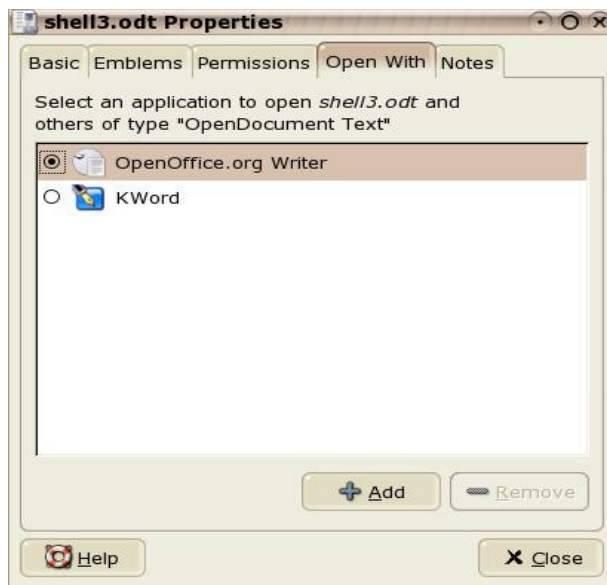 shell3.odt Properties
Basic Emblems Permissions Open With Notes
Select an application to open shell3.odt and
others of type "OpenDocument Text"
OpenOffice.org Writer
KWord
Add Remove
Help Close